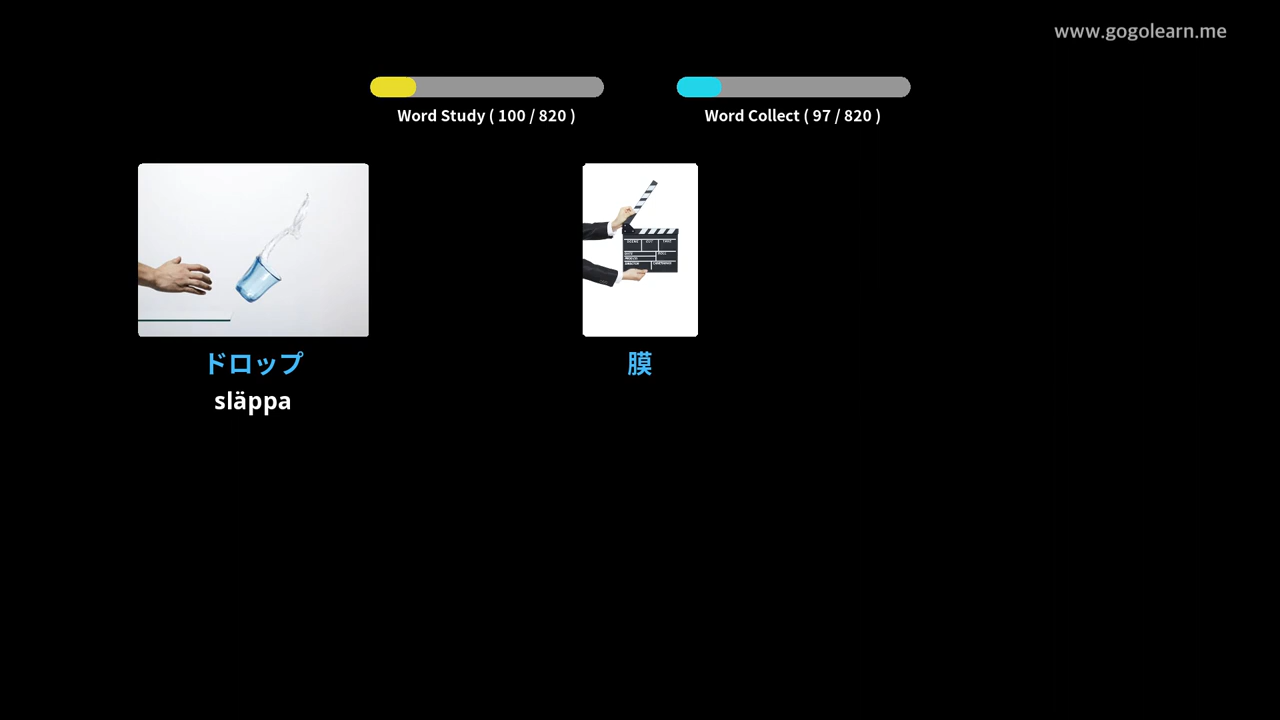 www.gogolearn.me
Word Study ( 100 / 820 )
Word Collect ( 97 / 820 )
ドロップ
släppa
膜